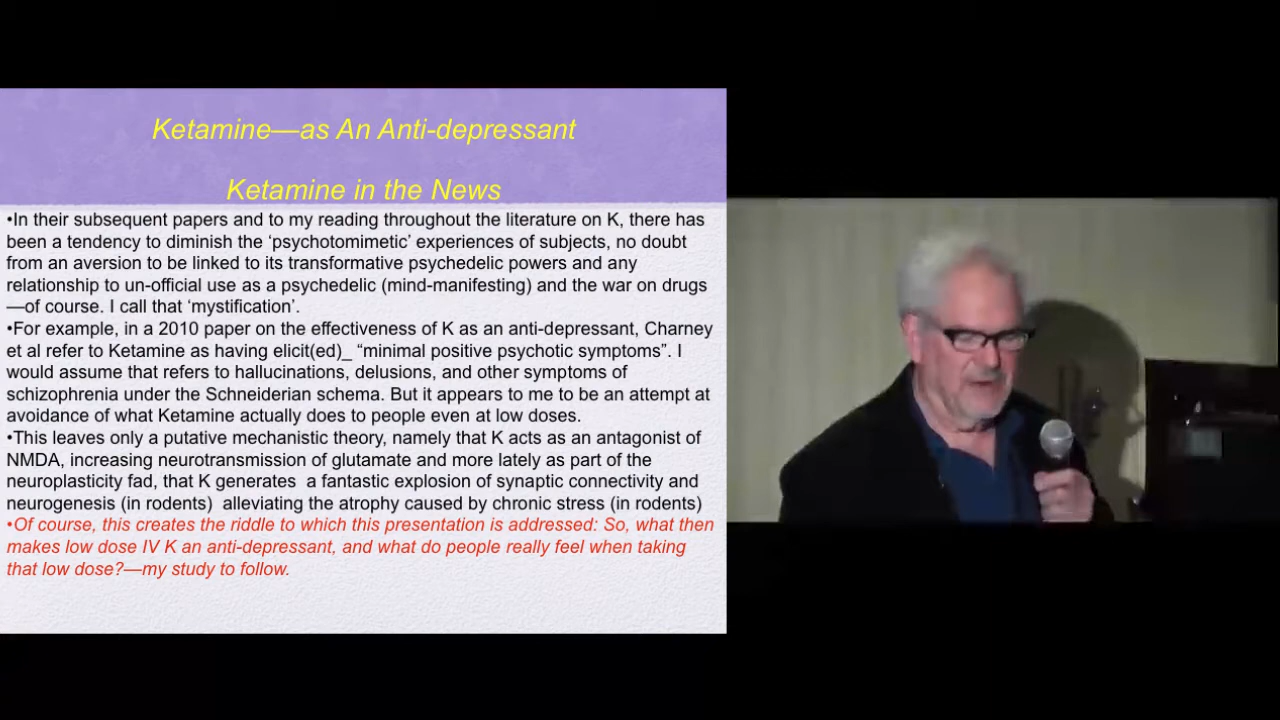 Ketamine—as An Anti-depressant
Ketamine in the News
•In their subsequent papers and to my reading throughout the literature on K, there has
been a tendency to diminish the ‘psychotomimetic’ experiences of subjects, no doubt
from an aversion to be linked to its transformative psychedelic powers and any
relationship to un-official use as a psychedelic (mind-manifesting) and the war on drugs
—of course. I call that ‘mystification’.
•For example, in a 2010 paper on the effectiveness of K as an anti-depressant, Charney
et al refer to Ketamine as having elicit(ed)_ “minimal positive psychotic symptoms”. I
would assume that refers to hallucinations, delusions, and other symptoms of
schizophrenia under the Schneiderian schema. But it appears to me to be an attempt at
avoidance of what Ketamine actually does to people even at low doses.
•This leaves only a putative mechanistic theory, namely that K acts as an antagonist of
NMDA, increasing neurotransmission of glutamate and more lately as part of the
neuroplasticity fad, that K generates  a fantastic explosion of synaptic connectivity and
neurogenesis (in rodents)  alleviating the atrophy caused by chronic stress (in rodents)
•Of course, this creates the riddle to which this presentation is addressed: So, what then
makes low dose IV K an anti-depressant, and what do people really feel when taking
that low dose?—my study to follow.